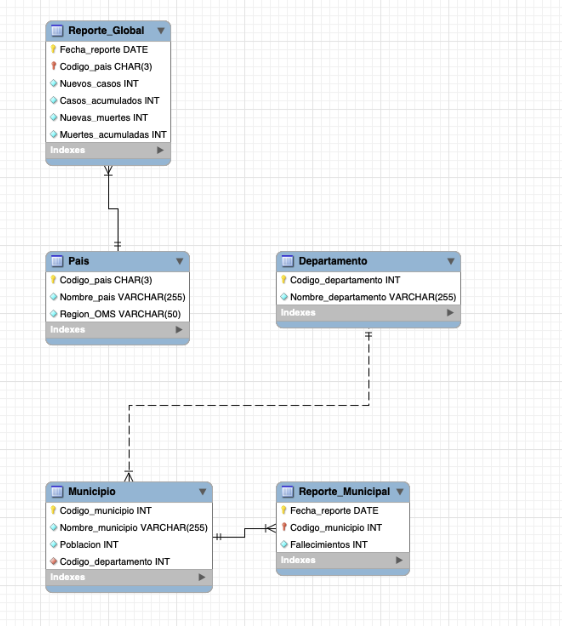 Reporte_Global
Fecha_reporte DATE
Codigo_pais CHAR(3)
Nuevos_casos INT
Casos_acumulados INT
Nuevas_muertes INT
Muertes_acumuladas INT
Indexes
Pais
Codigo_pais CHAR(3)
Nombre_pais VARCHAR(255)
Region_OMS VARCHAR(50)
Indexes
Departamento
Codigo_departamento INT
Nombre_departamento VARCHAR(255)
Indexes
Municipio
Codigo_municipio INT
Nombre_municipio VARCHAR(255)
Poblacion INT
Codigo_departamento INT
Indexes
Reporte_Municipal
Fecha_reporte DATE
Codigo_municipio INT
Fallecimientos INT
Indexes